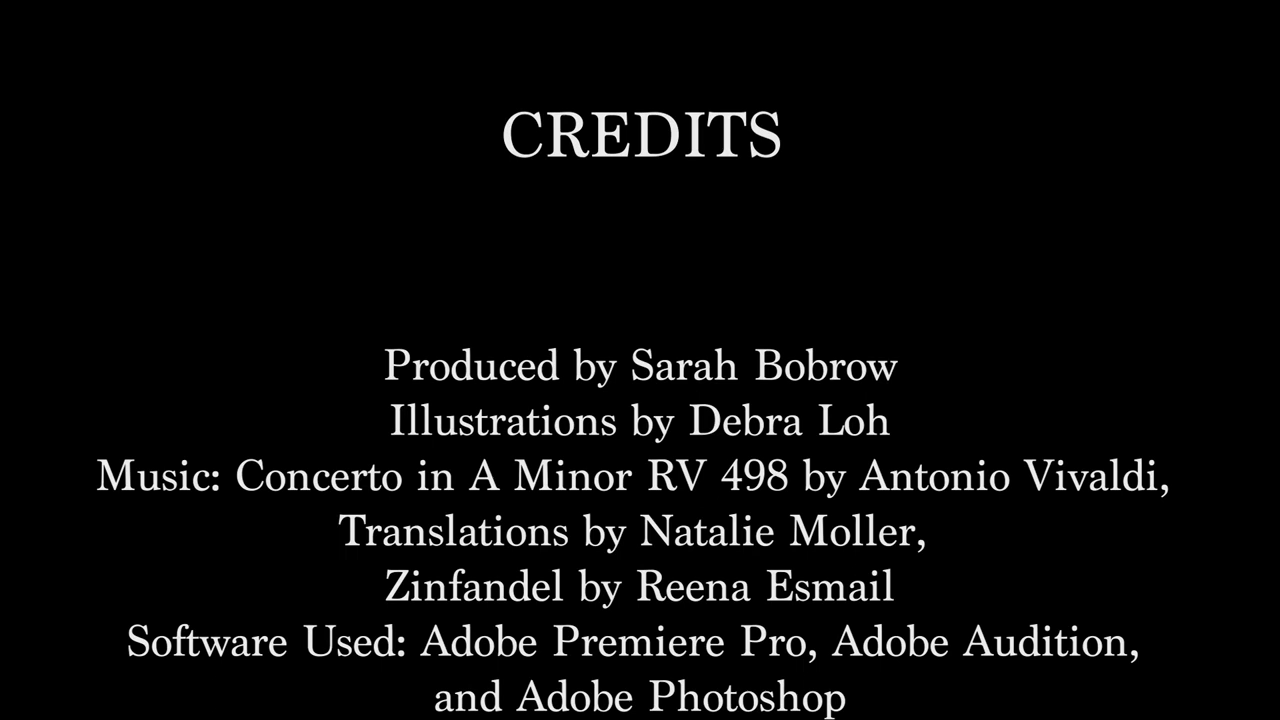 CREDITS
Produced by Sarah Bobrow
Illustrations by Debra Loh
Music: Concerto in A Minor RV 498 by Antonio Vivaldi,
Translations by Natalie Moller,
Zinfandel by Reena Esmail
Software Used: Adobe Premiere Pro, Adobe Audition,
and Adobe Photoshop